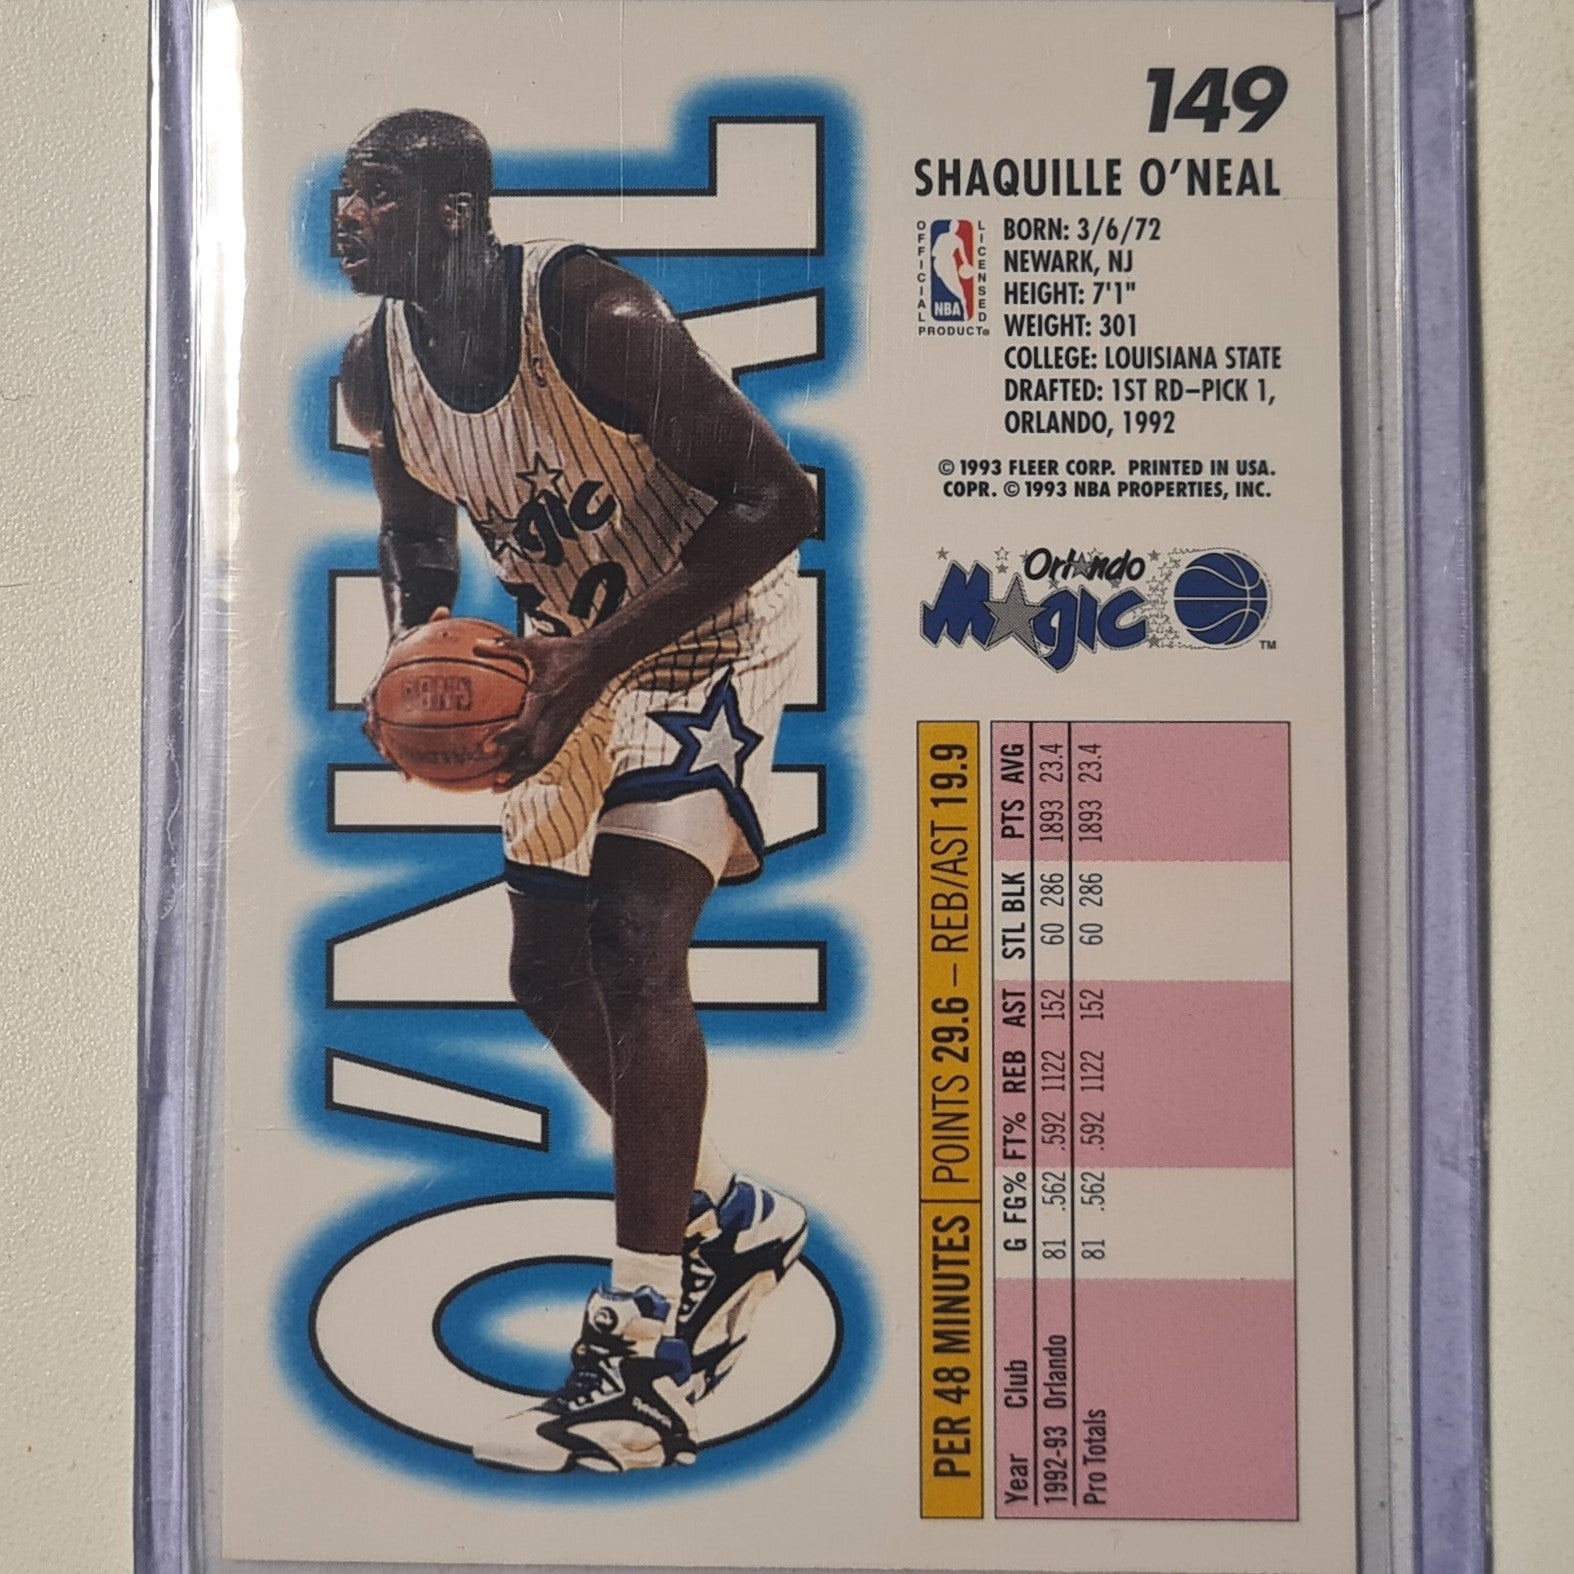 149
SHAQUILLE O'NEAL
OFFICIAL LICENSED
NBA
PRODUCT®
BORN: 3/6/72
NEWARK, NJ
HEIGHT: 7'1"
WEIGHT: 301
COLLEGE: LOUISIANA STATE
DRAFTED: 1ST RD–PICK 1,
ORLANDO, 1992
© 1993 FLEER CORP. PRINTED IN USA.
COPR. © 1993 NBA PROPERTIES, INC.
Orlando
Magic
TM
O'NEAL
Magic
32
Reebok
PER 48 MINUTES | POINTS 29.6 – REB/AST 19.9
Year Club G FG% FT% REB AST STL BLK PTS AVG
1992-93 Orlando 81 .562 .592 1122 152 60 286 1893 23.4
Pro Totals 81 .562 .592 1122 152 60 286 1893 23.4